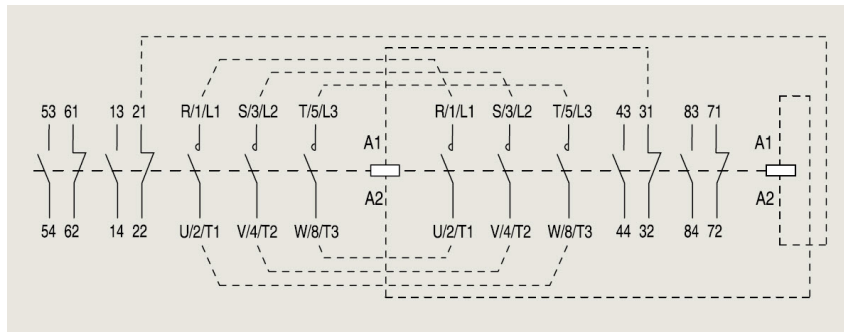 53 61 13 21 R/1/L1 S/3/L2 T/5/L3 R/1/L1 S/3/L2 T/5/L3 43 31 83 71
A1 A1
A2 A2
54 62 14 22 U/2/T1 V/4/T2 W/8/T3 U/2/T1 V/4/T2 W/8/T3 44 32 84 72